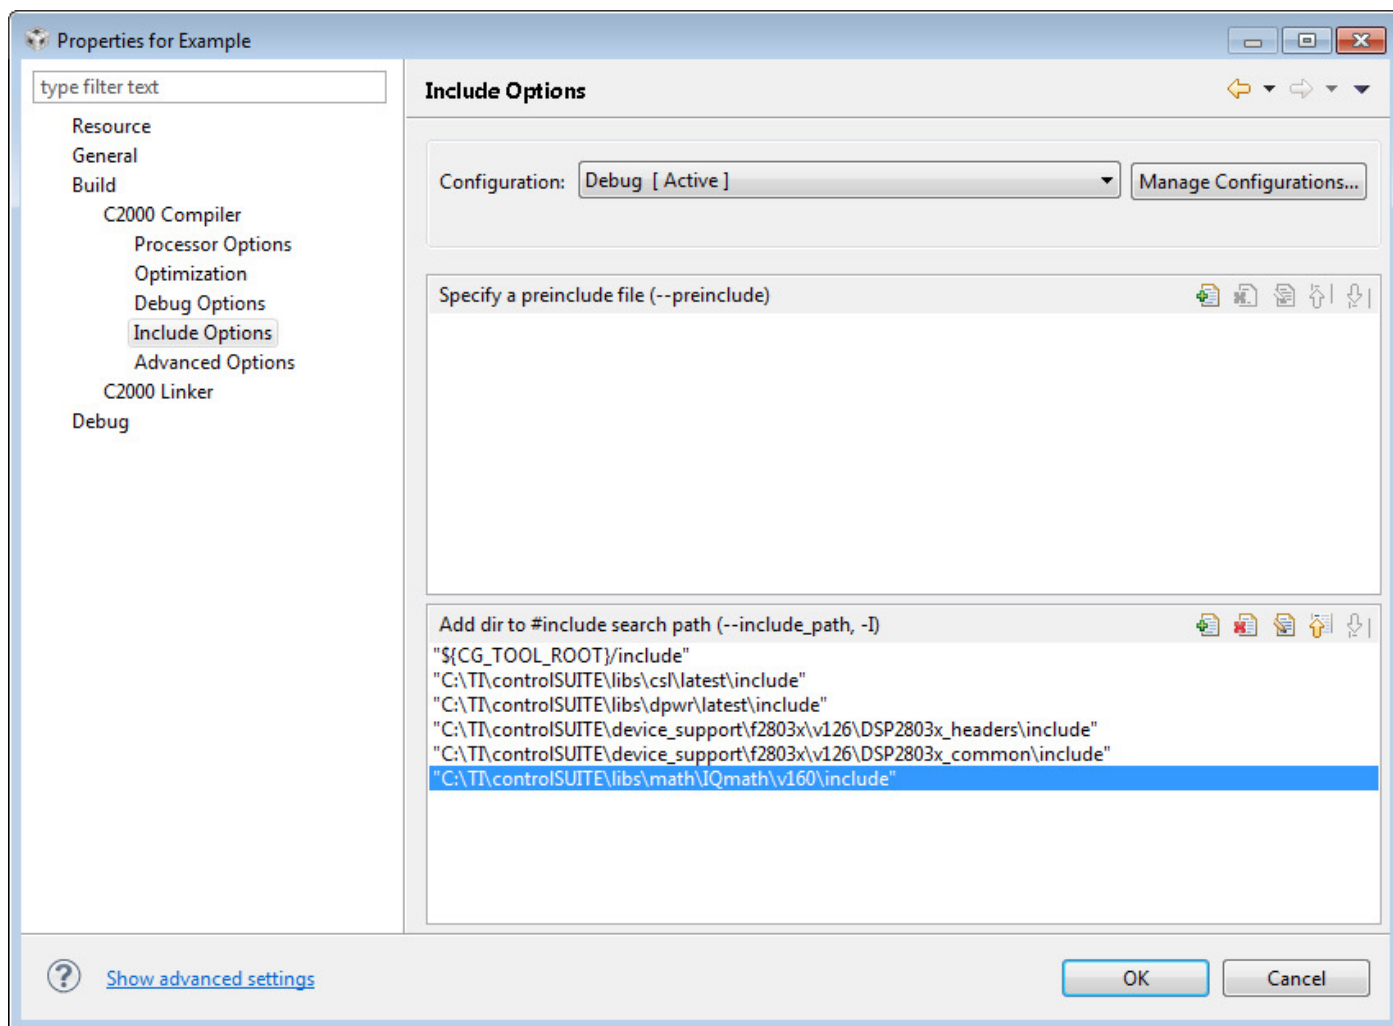 Properties for Example
type filter text
Resource
General
Build
C2000 Compiler
Processor Options
Optimization
Debug Options
Include Options
Advanced Options
C2000 Linker
Debug
Include Options
Configuration: Debug [ Active ] Manage Configurations...
Specify a preinclude file (--preinclude)
Add dir to #include search path (--include_path, -I)
"${CG_TOOL_ROOT}/include"
"C:\TI\controlSUITE\libs\csl\latest\include"
"C:\TI\controlSUITE\libs\dpwr\latest\include"
"C:\TI\controlSUITE\device_support\f2803x\v126\DSP2803x_headers\include"
"C:\TI\controlSUITE\device_support\f2803x\v126\DSP2803x_common\include"
"C:\TI\controlSUITE\libs\math\IQmath\v160\include"
? Show advanced settings
OK Cancel